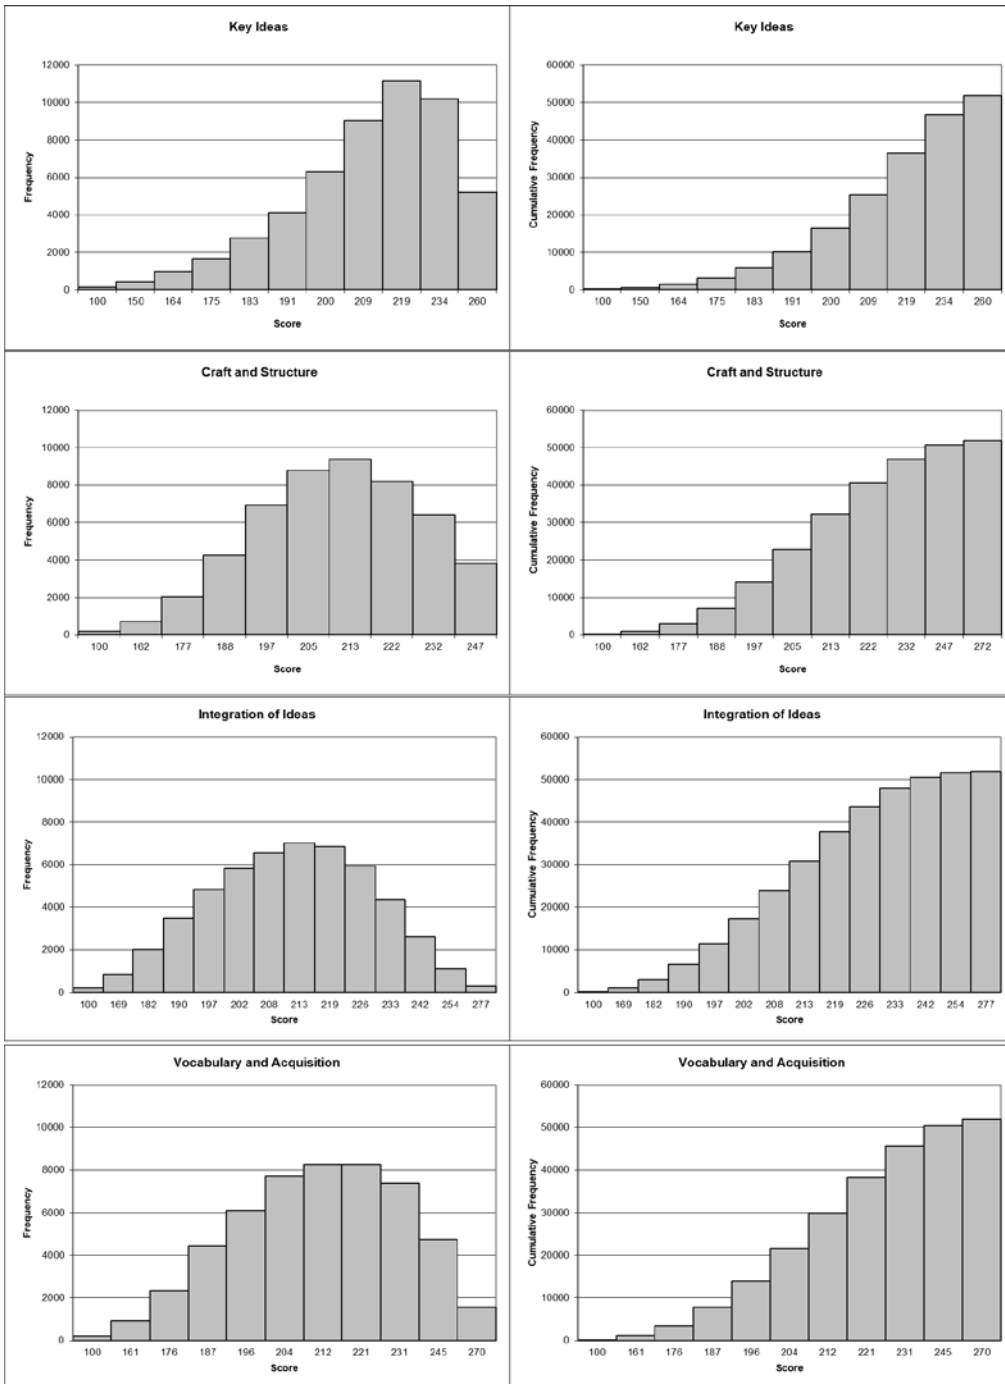 Key Ideas
12000
10000
8000
6000
4000
2000
0
Frequency
100 150 164 175 183 191 200 209 219 234 260
Score
Key Ideas
60000
50000
40000
30000
20000
10000
0
Cumulative Frequency
100 150 164 175 183 191 200 209 219 234 260
Score
Craft and Structure
12000
10000
8000
6000
4000
2000
0
Frequency
100 162 177 188 197 205 213 222 232 247
Score
Craft and Structure
60000
50000
40000
30000
20000
10000
0
Cumulative Frequency
100 162 177 188 197 205 213 222 232 247 272
Score
Integration of Ideas
12000
10000
8000
6000
4000
2000
0
Frequency
100 169 182 190 197 202 208 213 219 226 233 242 254 277
Score
Integration of Ideas
60000
50000
40000
30000
20000
10000
0
Cumulative Frequency
100 169 182 190 197 202 208 213 219 226 233 242 254 277
Score
Vocabulary and Acquisition
12000
10000
8000
6000
4000
2000
0
Frequency
100 161 176 187 196 204 212 221 231 245 270
Score
Vocabulary and Acquisition
60000
50000
40000
30000
20000
10000
0
Cumulative Frequency
100 161 176 187 196 204 212 221 231 245 270
Score